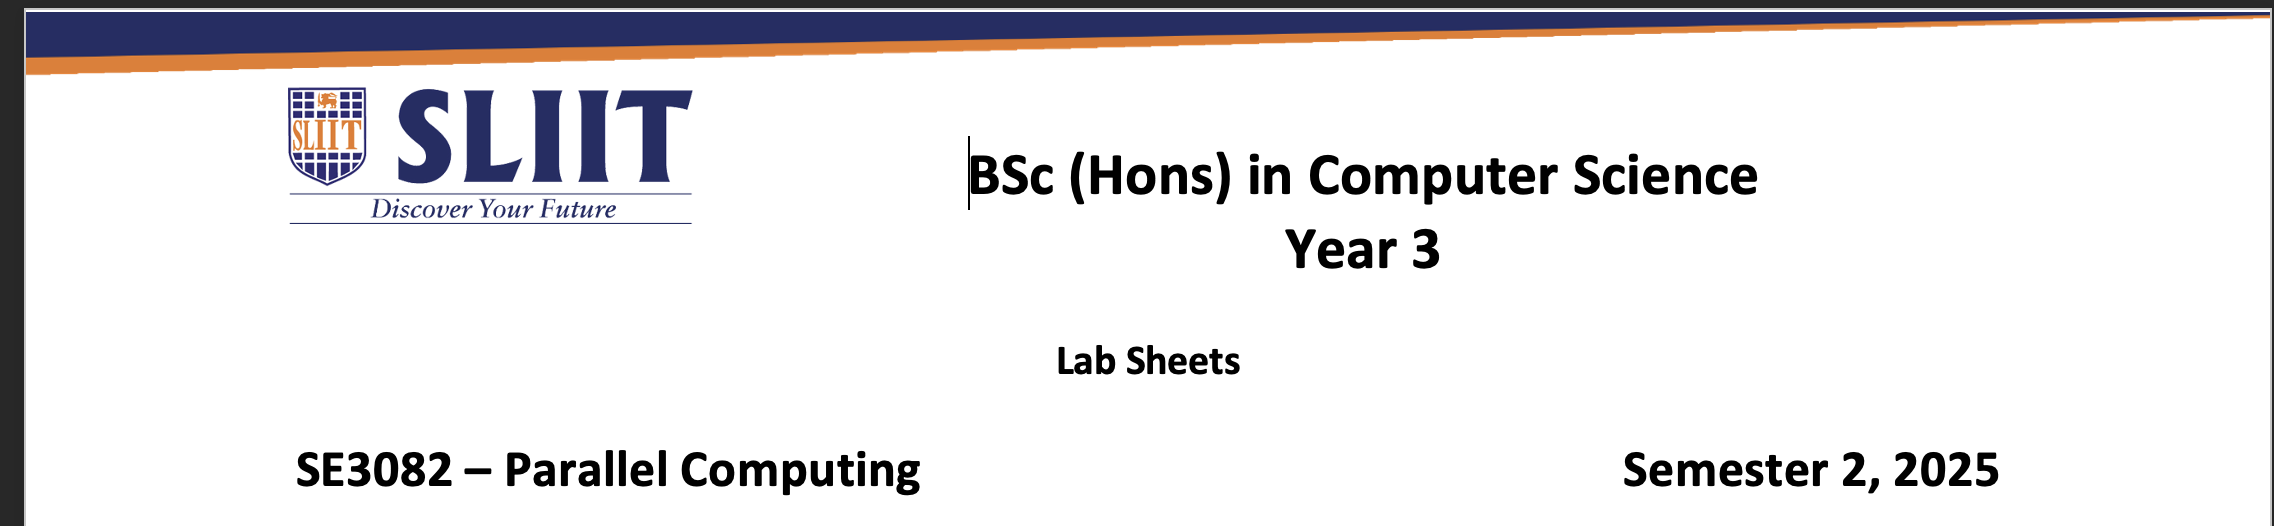 SLIIT
SLIIT
Discover Your Future
BSc (Hons) in Computer Science
Year 3
Lab Sheets
SE3082 – Parallel Computing
Semester 2, 2025